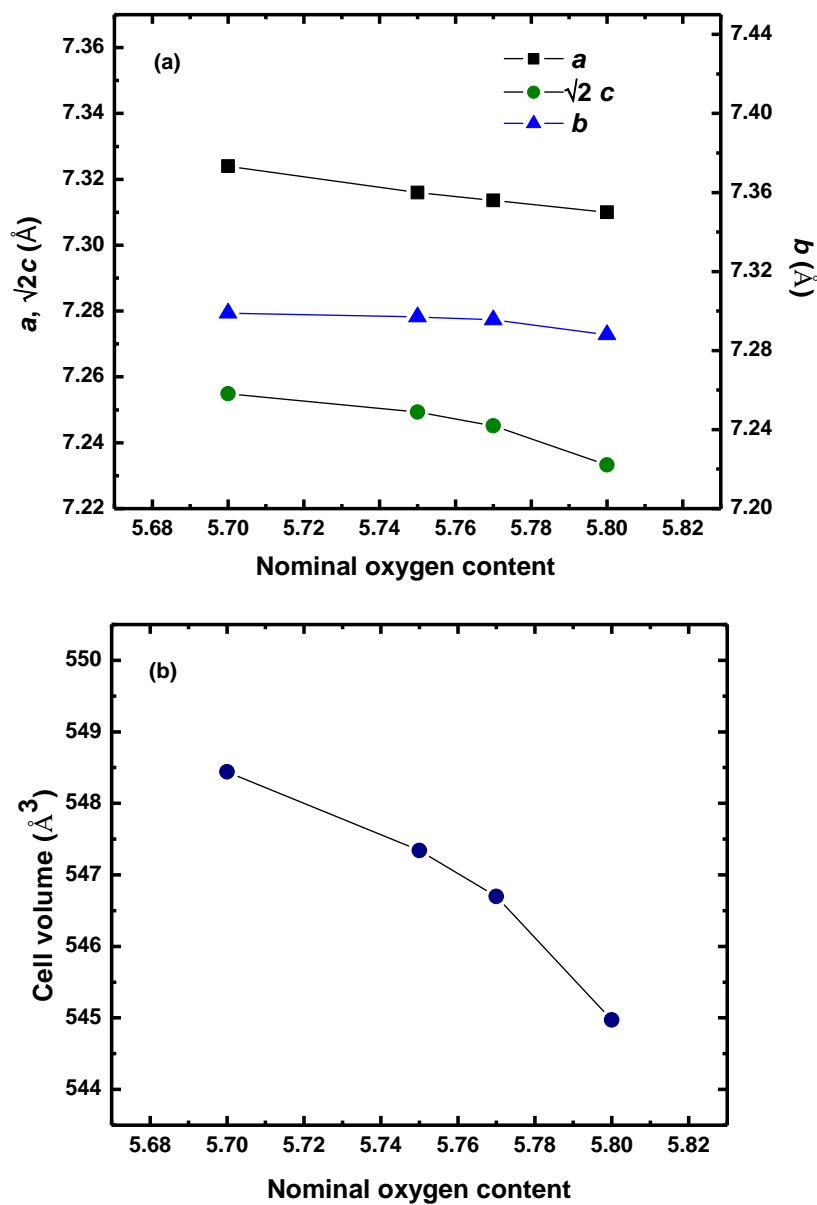 (a)
a
√2 c
b
7.36
7.34
7.32
7.30
7.28
7.26
7.24
7.22
a, √2c (Å)
7.44
7.40
7.36
7.32
7.28
7.24
7.20
b (Å)
5.68 5.70 5.72 5.74 5.76 5.78 5.80 5.82
Nominal oxygen content
(b)
550
549
548
547
546
545
544
Cell volume (Å³)
5.68 5.70 5.72 5.74 5.76 5.78 5.80 5.82
Nominal oxygen content